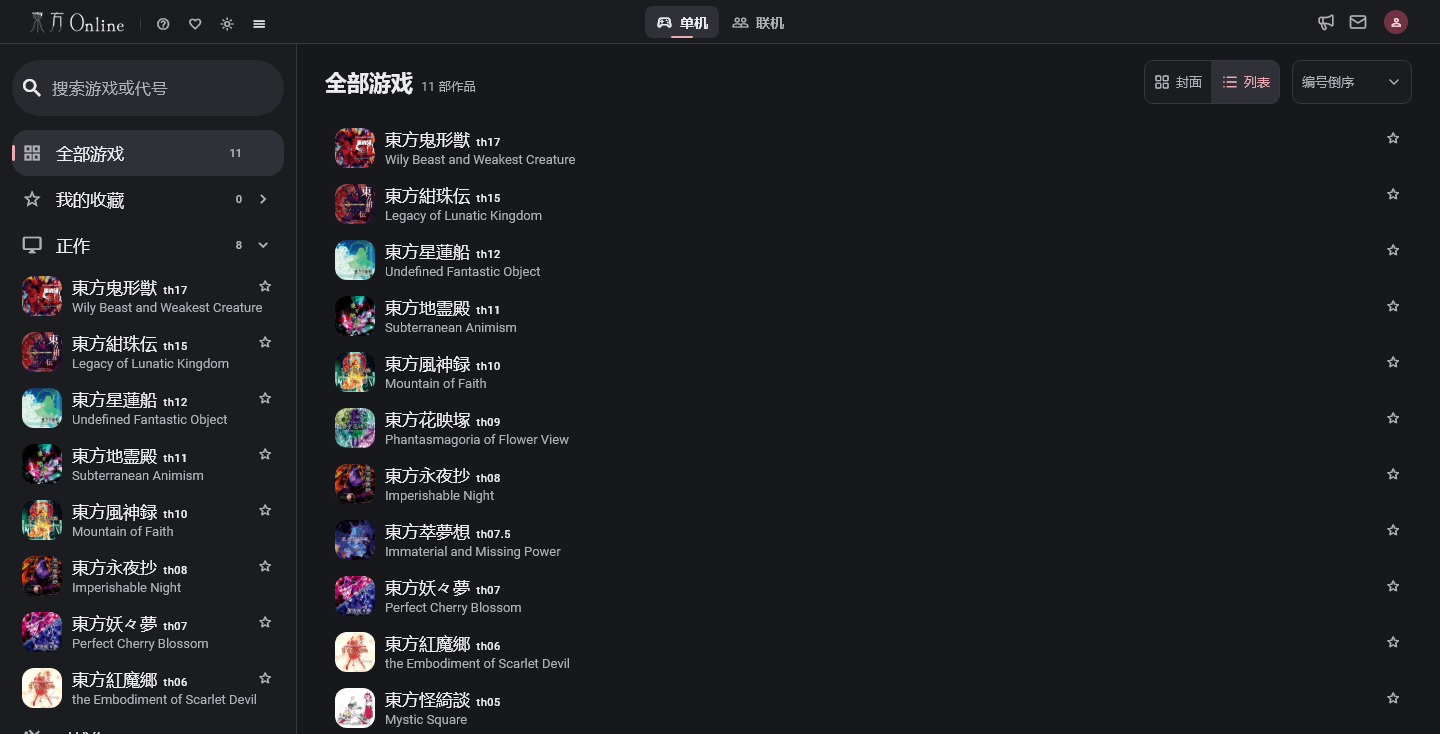 東方Online
单机
联机
搜索游戏或代号
全部游戏 11
我的收藏 0
正作 8
東方鬼形獣 th17
Wily Beast and Weakest Creature
東方紺珠伝 th15
Legacy of Lunatic Kingdom
東方星蓮船 th12
Undefined Fantastic Object
東方地霊殿 th11
Subterranean Animism
東方風神録 th10
Mountain of Faith
東方永夜抄 th08
Imperishable Night
東方妖々夢 th07
Perfect Cherry Blossom
東方紅魔郷 th06
the Embodiment of Scarlet Devil
全部游戏 11 部作品
封面
列表
编号倒序
東方鬼形獣 th17
Wily Beast and Weakest Creature
東方紺珠伝 th15
Legacy of Lunatic Kingdom
東方星蓮船 th12
Undefined Fantastic Object
東方地霊殿 th11
Subterranean Animism
東方風神録 th10
Mountain of Faith
東方花映塚 th09
Phantasmagoria of Flower View
東方永夜抄 th08
Imperishable Night
東方萃夢想 th07.5
Immaterial and Missing Power
東方妖々夢 th07
Perfect Cherry Blossom
東方紅魔郷 th06
the Embodiment of Scarlet Devil
東方怪綺談 th05
Mystic Square